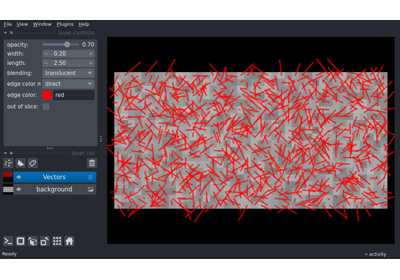 File View Window Plugins Help
layer controls
opacity: 0.70
width: - 0.20 +
length: - 2.50 +
blending: translucent
edge color m direct
edge color: red
out of slice:
layer list
Vectors
background
Ready
activity